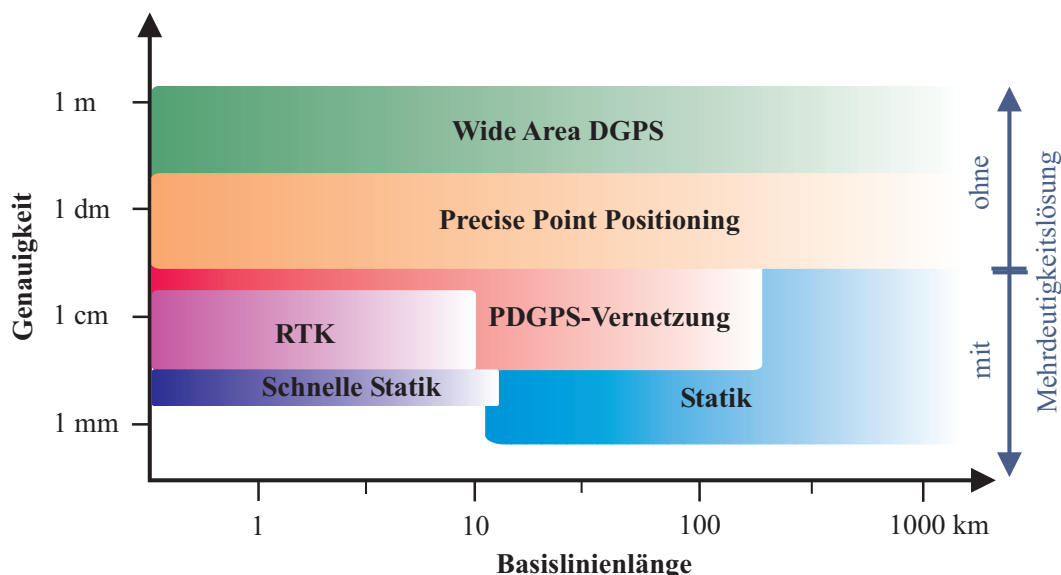 Genauigkeit
1 m
1 dm
1 cm
1 mm
Wide Area DGPS
Precise Point Positioning
PDGPS-Vernetzung
RTK
Schnelle Statik
Statik
ohne
mit
Mehrdeutigkeitslösung
1
10
100
1000 km
Basislinienlänge